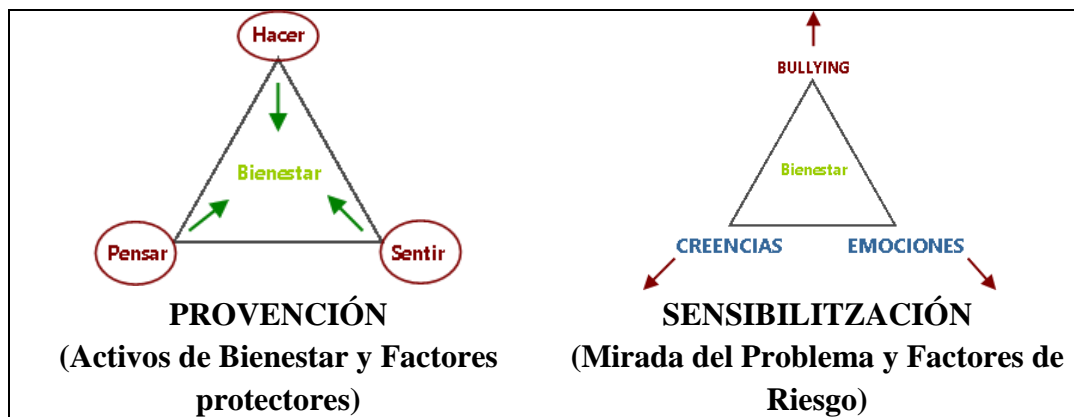 Hacer
Bienestar
Pensar
Sentir
PROVENCIÓN
(Activos de Bienestar y Factores
protectores)
BULLYING
Bienestar
CREENCIAS EMOCIONES
SENSIBILITZACIÓN
(Mirada del Problema y Factores de
Riesgo)